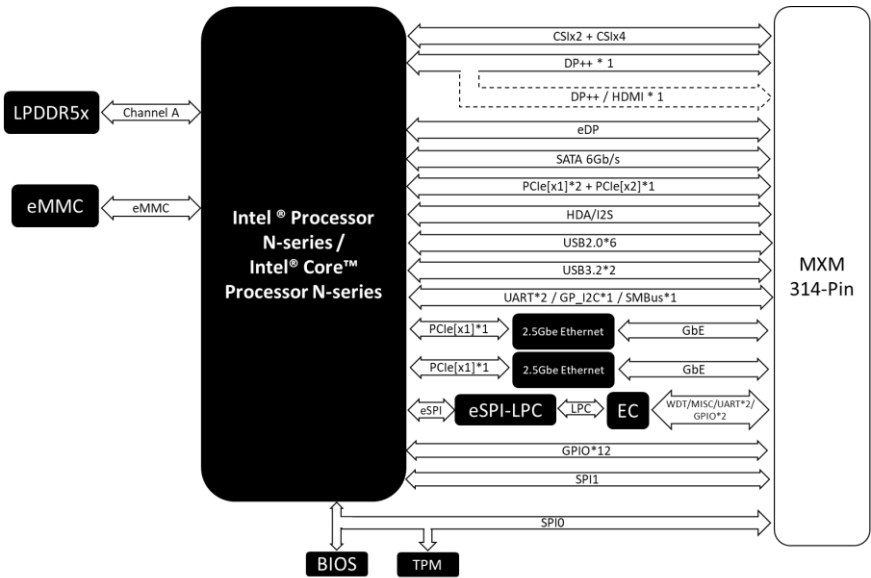 CSIx2 + CSIx4
DP++ * 1
DP++ / HDMI * 1
LPDDR5x
Channel A
eDP
SATA 6Gb/s
PCIe[x1]*2 + PCIe[x2]*1
eMMC
eMMC
HDA/I2S
Intel ® Processor
N-series /
Intel® Core™
Processor N-series
USB2.0*6
USB3.2*2
MXM
314-Pin
UART*2 / GP_I2C*1 / SMBus*1
PCIe[x1]*1
2.5Gbe Ethernet
GbE
PCIe[x1]*1
2.5Gbe Ethernet
GbE
eSPI
eSPI-LPC
LPC
EC
WDT/MISC/UART*2/
GPIO*2
GPIO*12
SPI1
SPI0
BIOS
TPM